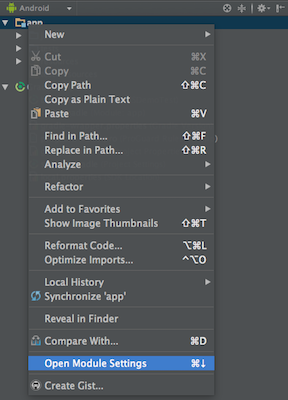 Android
app
New
Cut ⌘X
Copy ⌘C
Copy Path ⇧⌘C
Copy as Plain Text
Paste ⌘V
Find in Path... ⇧⌘F
Replace in Path... ⇧⌘R
Analyze
Refactor
Add to Favorites
Show Image Thumbnails ⇧⌘T
Reformat Code... ⌥⌘L
Optimize Imports... ^⌥O
Local History
Synchronize 'app'
Reveal in Finder
Compare With... ⌘D
Open Module Settings ⌘↓
Create Gist...